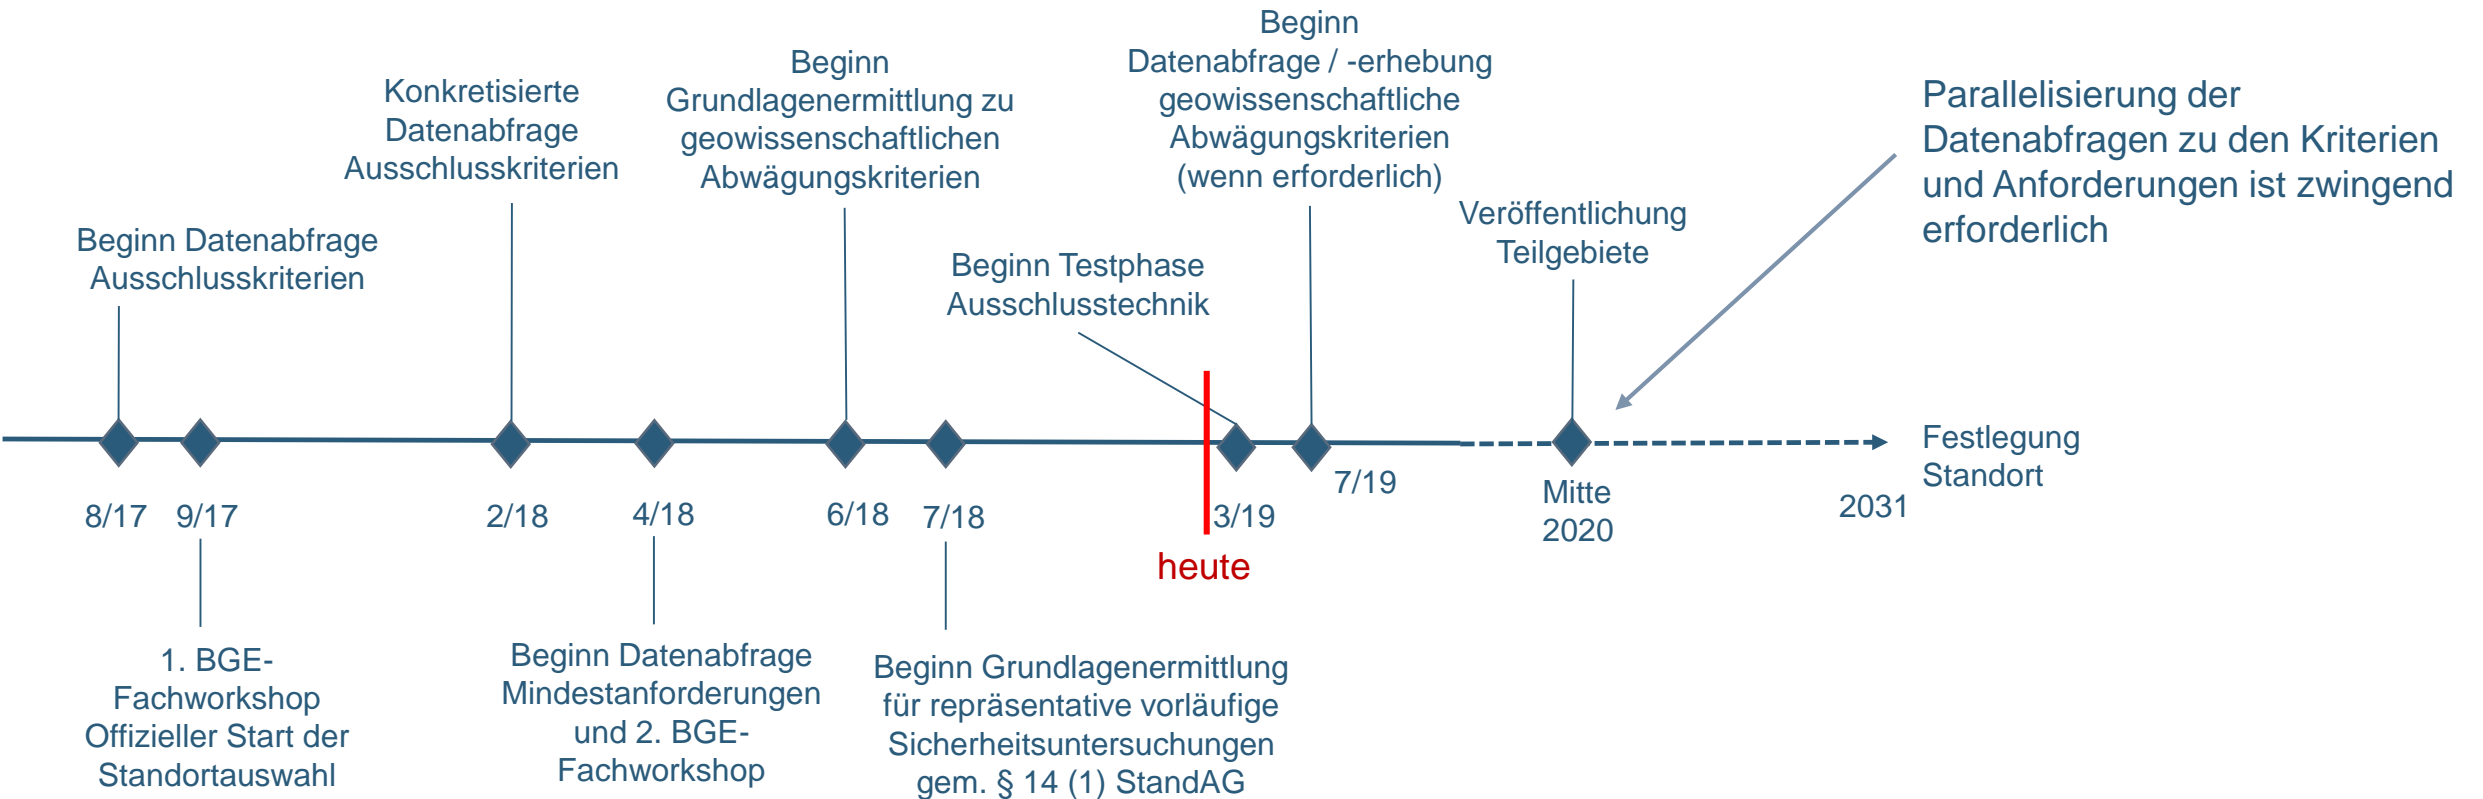 Beginn Datenabfrage
Ausschlusskriterien
Konkretisierte
Datenabfrage
Ausschlusskriterien
Beginn
Grundlagenermittlung zu
geowissenschaftlichen
Abwägungskriterien
Beginn Testphase
Ausschlusstechnik
Beginn
Datenabfrage / -erhebung
geowissenschaftliche
Abwägungskriterien
(wenn erforderlich)
Veröffentlichung
Teilgebiete
Parallelisierung der
Datenabfragen zu den Kriterien
und Anforderungen ist zwingend
erforderlich
8/17
9/17
2/18
4/18
6/18
7/18
3/19
7/19
Mitte
2020
2031
Festlegung
Standort
heute
1. BGE-
Fachworkshop
Offizieller Start der
Standortauswahl
Beginn Datenabfrage
Mindestanforderungen
und 2. BGE-
Fachworkshop
Beginn Grundlagenermittlung
für repräsentative vorläufige
Sicherheitsuntersuchungen
gem. § 14 (1) StandAG